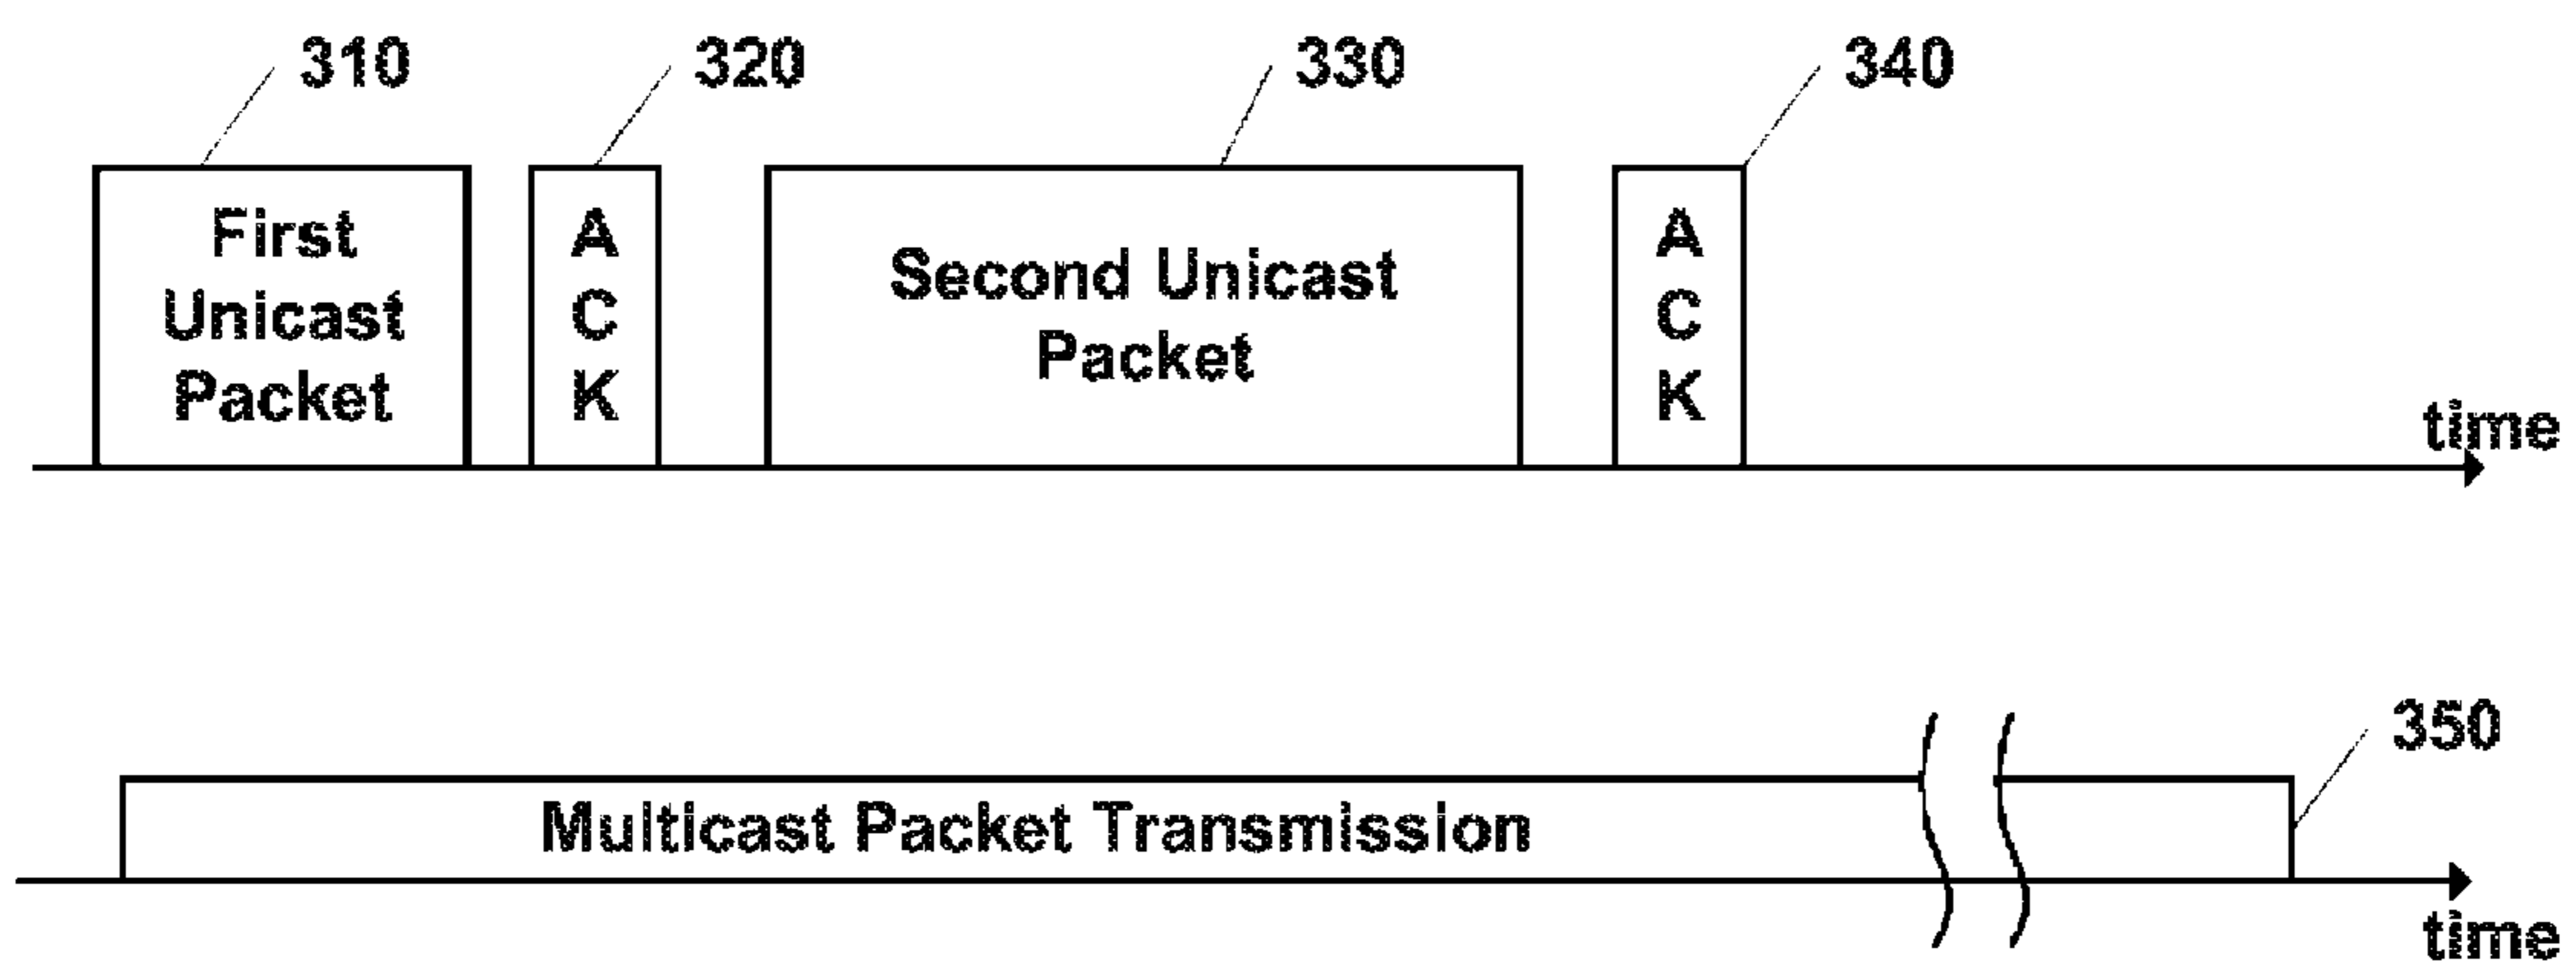 310
320
330
340
First
Unicast
Packet
A
C
K
Second Unicast
Packet
A
C
K
time
350
Multicast Packet Transmission
time